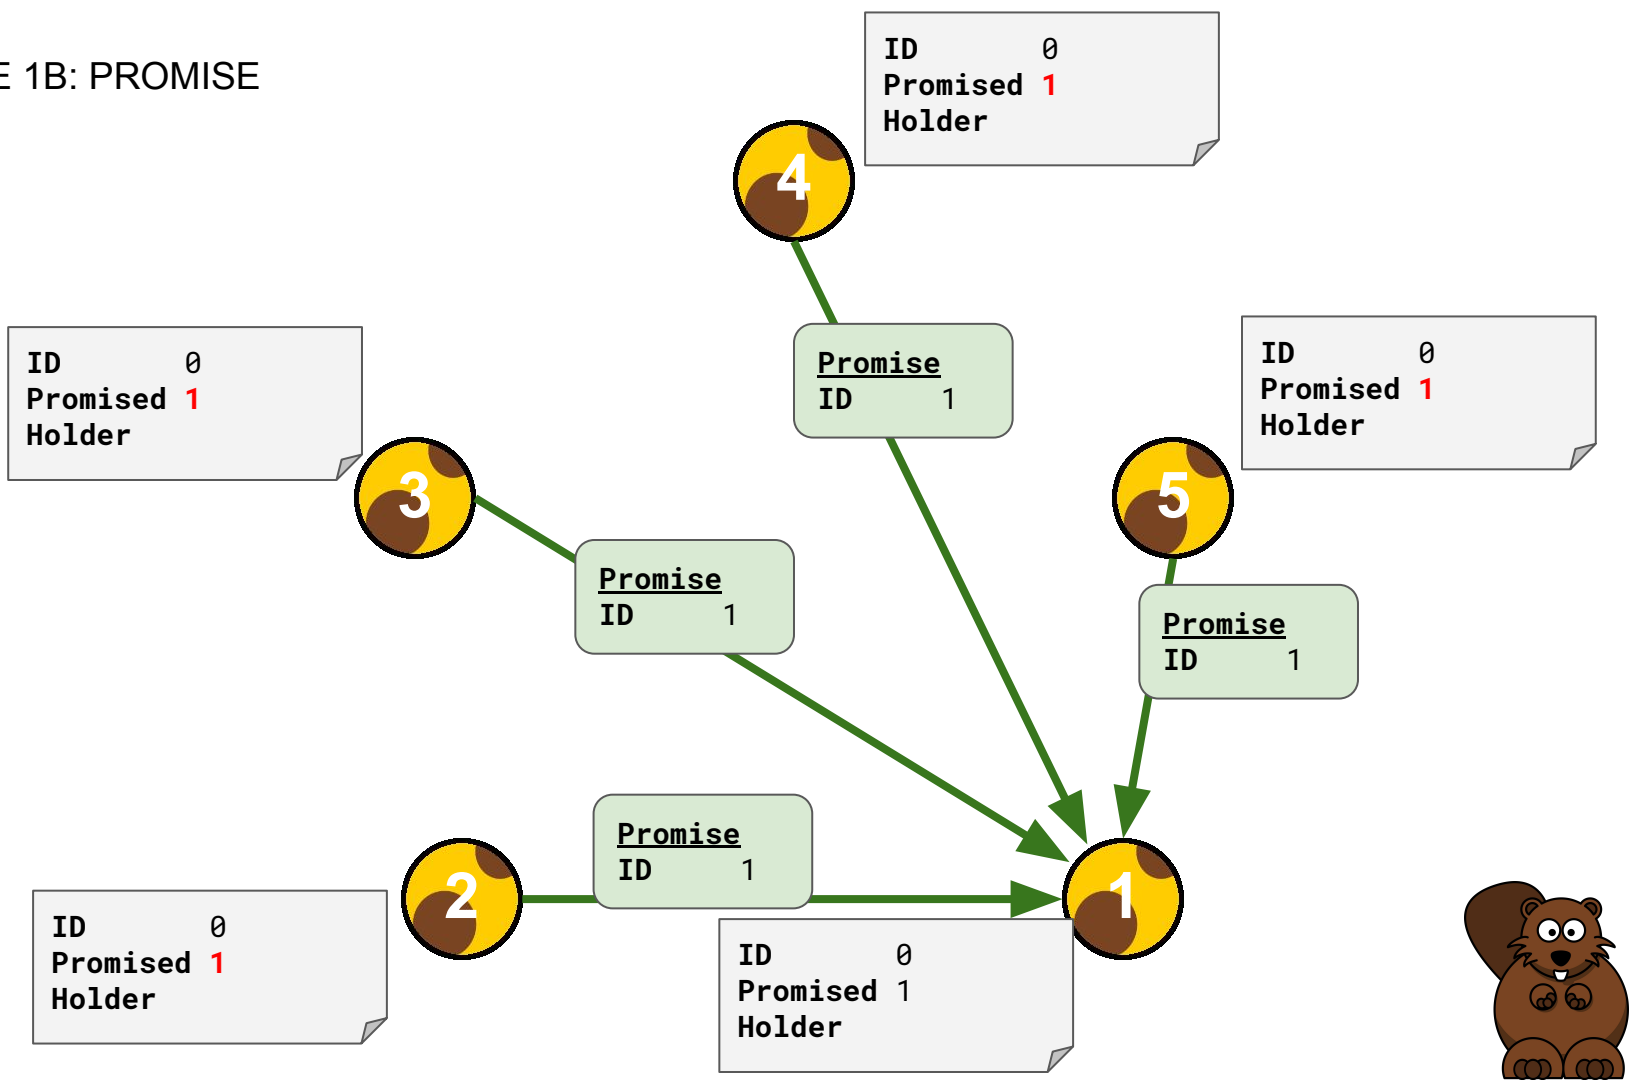 E 1B: PROMISE
ID 0
Promised 1
Holder
4
ID 0
Promised 1
Holder
3
Promise
ID 1
ID 0
Promised 1
Holder
5
Promise
ID 1
Promise
ID 1
Promise
ID 1
2
1
ID 0
Promised 1
Holder
ID 0
Promised 1
Holder